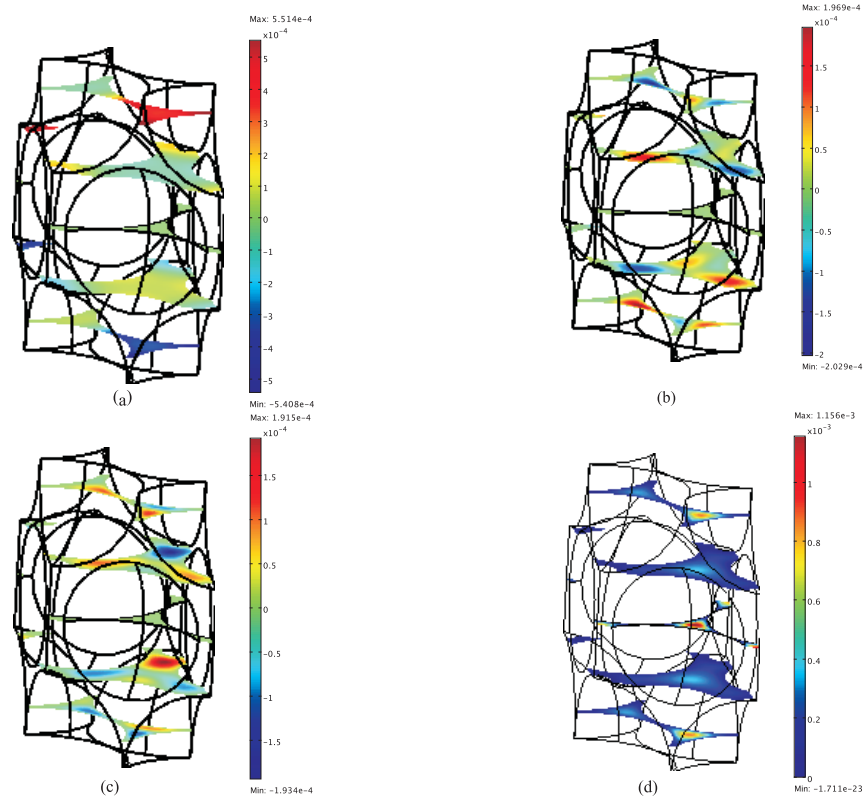 Max: 5.514e-4
x10⁻⁴
5
4
3
2
1
0
-1
-2
-3
-4
-5
Min: -5.408e-4
(a)
Max: 1.969e-4
x10⁻⁴
1.5
1
0.5
0
-0.5
-1
-1.5
-2
Min: -2.029e-4
(b)
Max: 1.915e-4
x10⁻⁴
1.5
1
0.5
0
-0.5
-1
-1.5
Min: -1.934e-4
(c)
Max: 1.156e-3
x10⁻³
1
0.8
0.6
0.4
0.2
0
Min: -1.711e-23
(d)